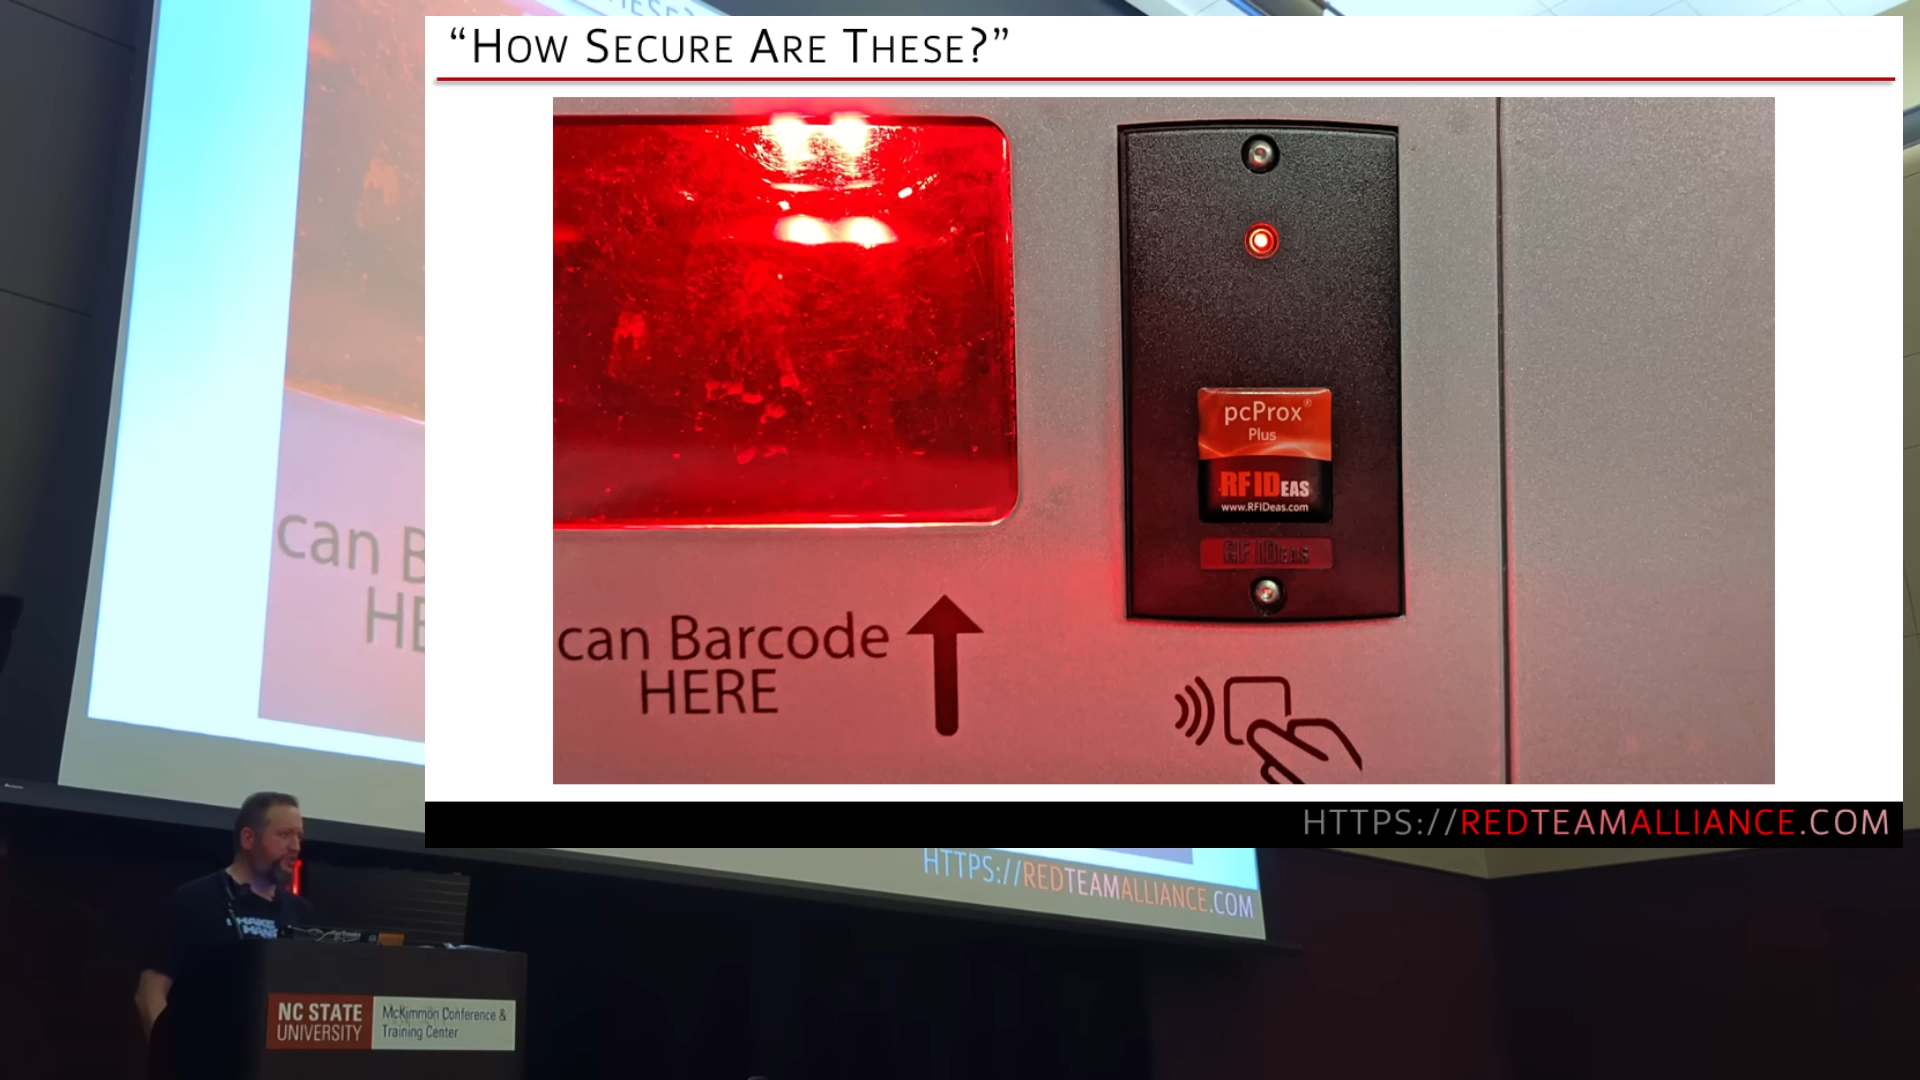 “HOW SECURE ARE THESE?”
pcProx®
Plus
RFIDEAS
www.RFIDeas.com
RFIDEAS
can Barcode
HERE
HTTPS://REDTEAMALLIANCE.COM
can B
HE
HTTPS://REDTEAMALLIANCE.COM
NC STATE
UNIVERSITY
McKimmon Conference &
Training Center